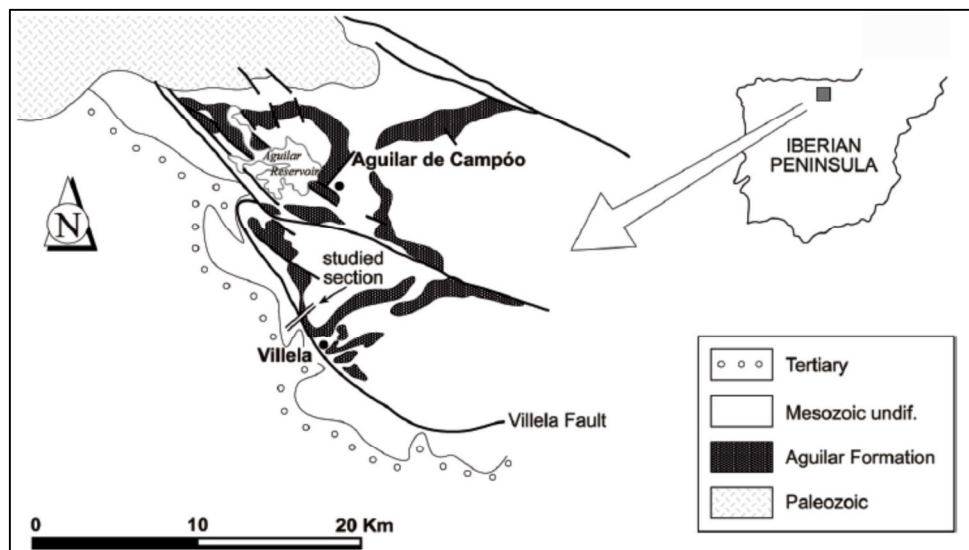 Aguilar
Reservoir
Aguilar de Campóo
IBERIAN
PENINSULA
N
studied
section
Villela
Villela Fault
Tertiary
Mesozoic undif.
Aguilar Formation
Paleozoic
0 10 20 Km